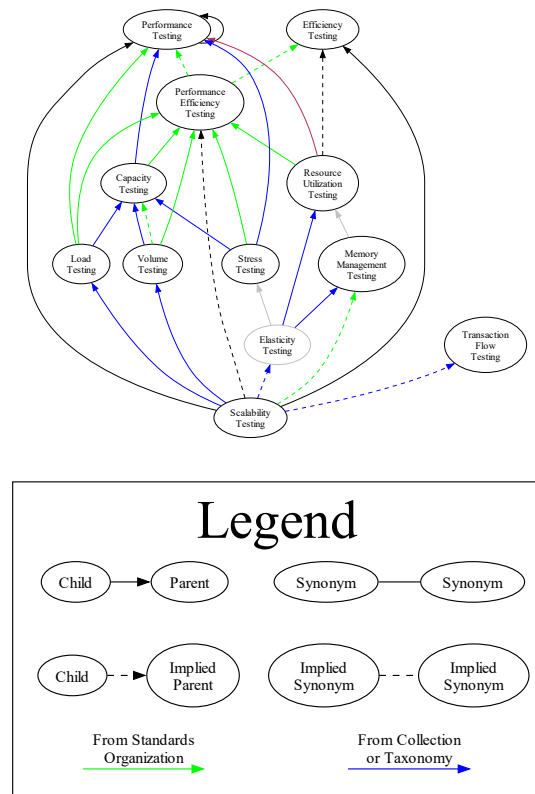 Performance
Testing
Efficiency
Testing
Performance
Efficiency
Testing
Capacity
Testing
Resource
Utilization
Testing
Load
Testing
Volume
Testing
Stress
Testing
Memory
Management
Testing
Elasticity
Testing
Transaction
Flow
Testing
Scalability
Testing
Legend
Child
Parent
Synonym
Synonym
Child
Implied
Parent
Implied
Synonym
Implied
Synonym
From Standards
Organization
From Collection
or Taxonomy